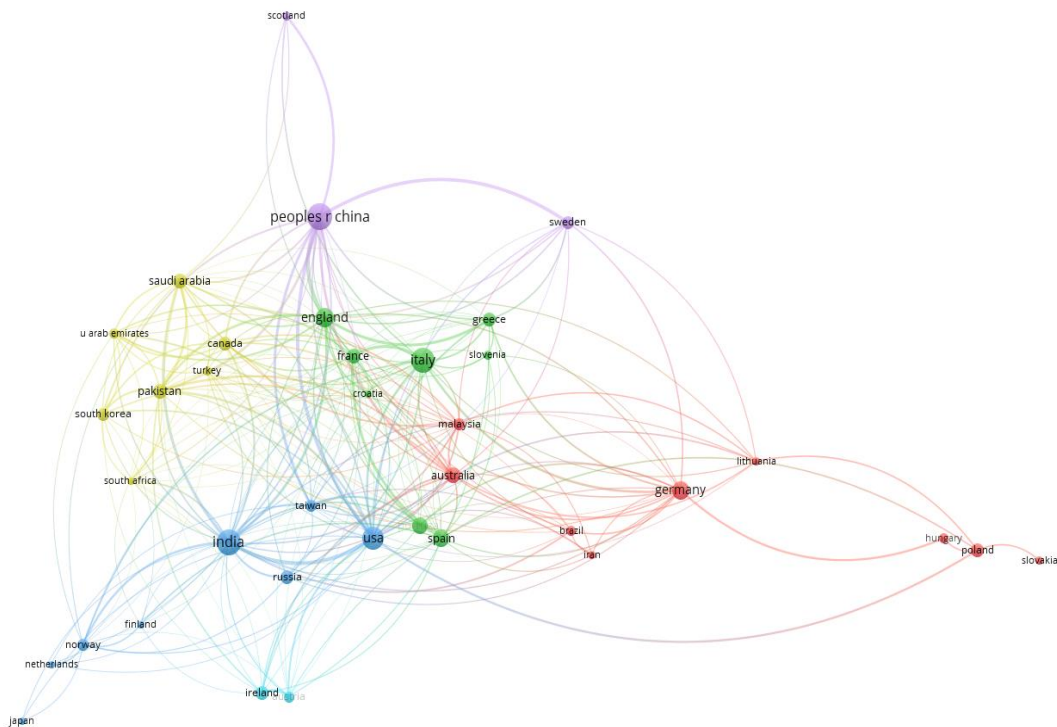 scotland
peoples r china
sweden
saudi arabia
england
greece
u arab emirates
canada
france
italy
slovenia
turkey
pakistan
croatia
south korea
malaysia
lithuania
south africa
australia
germany
taiwan
brazil
india
usa
spain
hungary
poland
iran
slovakia
russia
finland
norway
netherlands
ireland
austria
japan